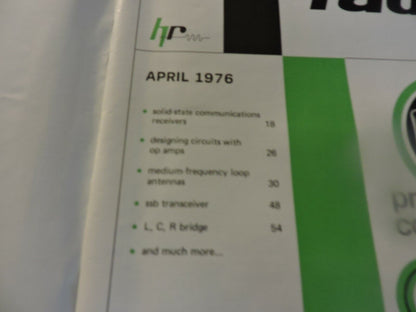 hr
APRIL 1976
solid-state communications
receivers 18
designing circuits with
op amps 26
medium-frequency loop
antennas 30
ssb transceiver 48
L, C, R bridge 54
and much more...